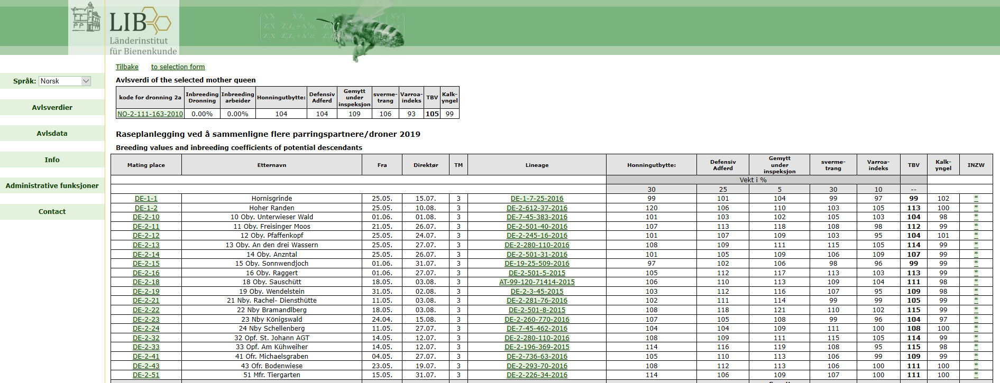 LIB
Länderinstitut
für Bienenkunde
Tilbake to selection form
Språk: Norsk
Avlsverdier
Avlsdata
Info
Administrative funksjoner
Contact
Avlsverdi of the selected mother queen
kode for dronning 2a Inbreeding Dronning Inbreeding arbeider Honningutbytte: Defensiv Adferd Gemytt under inspeksjon sverme-trang Varroa-indeks TBV Kalk-yngel
NO-2-111-163-2010 0.00% 0.00% 104 104 109 106 93 105 99
Raseplanlegging ved å sammenligne flere parringspartnere/droner 2019
Breeding values and inbreeding coefficients of potential descendants
Mating place Etternavn Fra Direktør TM Lineage Honningutbytte: Defensiv Adferd Gemytt under inspeksjon sverme-trang Varroa-indeks TBV Kalk-yngel INZW
Vekt i %
30 25 5 30 10 --
DE-1-1 Hornisgrinde 25.05. 15.07. 3 DE-1-7-25-2016 99 101 104 99 97 99 102 *
DE-1-2 Hoher Randen 25.05. 10.08. 3 DE-2-612-37-2016 120 106 110 103 105 113 100 *
DE-2-10 10 Oby. Unterwieser Wald 01.06. 01.08. 3 DE-7-45-383-2016 101 103 102 105 103 104 98 *
DE-2-11 11 Oby. Freisinger Moos 21.05. 26.07. 3 DE-2-501-40-2016 107 113 118 108 98 112 99 *
DE-2-12 12 Oby. Pfaffenkopf 25.05. 24.07. 3 DE-2-245-16-2016 101 107 109 103 95 104 101 *
DE-2-13 13 Oby. An den drei Wassern 25.05. 27.07. 3 DE-2-280-110-2016 108 109 111 115 105 114 99 *
DE-2-14 14 Oby. Anzntal 25.05. 26.07. 3 DE-2-501-31-2016 101 105 109 106 109 107 99 *
DE-2-15 15 Oby. Sonnwendjoch 01.06. 31.07. 3 DE-19-25-509-2016 97 102 106 98 96 99 99 *
DE-2-16 16 Oby. Raggert 01.06. 27.07. 3 DE-2-501-5-2015 105 112 117 113 103 113 99 *
DE-2-18 18 Oby. Sauschütt 18.05. 03.08. 3 AT-99-120-71414-2015 106 110 113 109 104 111 98 *
DE-2-19 19 Oby. Wendelstein 31.05. 02.08. 3 DE-2-3-45-2015 103 112 116 107 95 109 98 *
DE-2-21 21 Nby. Rachel- Diensthütte 11.05. 03.08. 3 DE-2-281-76-2016 102 111 114 99 99 105 99 *
DE-2-22 22 Nby Bramandlberg 18.05. 03.08. 3 DE-2-501-8-2015 108 118 121 110 102 115 99 *
DE-2-23 23 Nby Königswald 24.04. 15.08. 3 DE-2-260-770-2016 107 105 108 99 96 104 97 *
DE-2-24 24 Nby Schellenberg 11.05. 27.07. 3 DE-7-45-462-2016 104 104 109 111 100 108 100 *
DE-2-32 32 Opf. St. Johann AGT 14.05. 12.07. 3 DE-2-280-110-2016 108 109 111 115 105 114 99 *
DE-2-33 33 Opf. Am Kühweiher 14.05. 12.07. 3 DE-2-196-369-2015 114 116 119 108 95 115 98 *
DE-2-41 41 Ofr. Michaelsgraben 04.05. 27.07. 3 DE-2-736-63-2016 105 110 113 106 99 109 99 *
DE-2-43 43 Ofr. Bodenwiese 23.05. 19.07. 3 DE-2-293-70-2016 108 112 113 106 100 111 100 *
DE-2-51 51 Mfr. Tiergarten 15.05. 31.07. 3 DE-2-226-34-2016 114 106 109 107 100 111 100 *